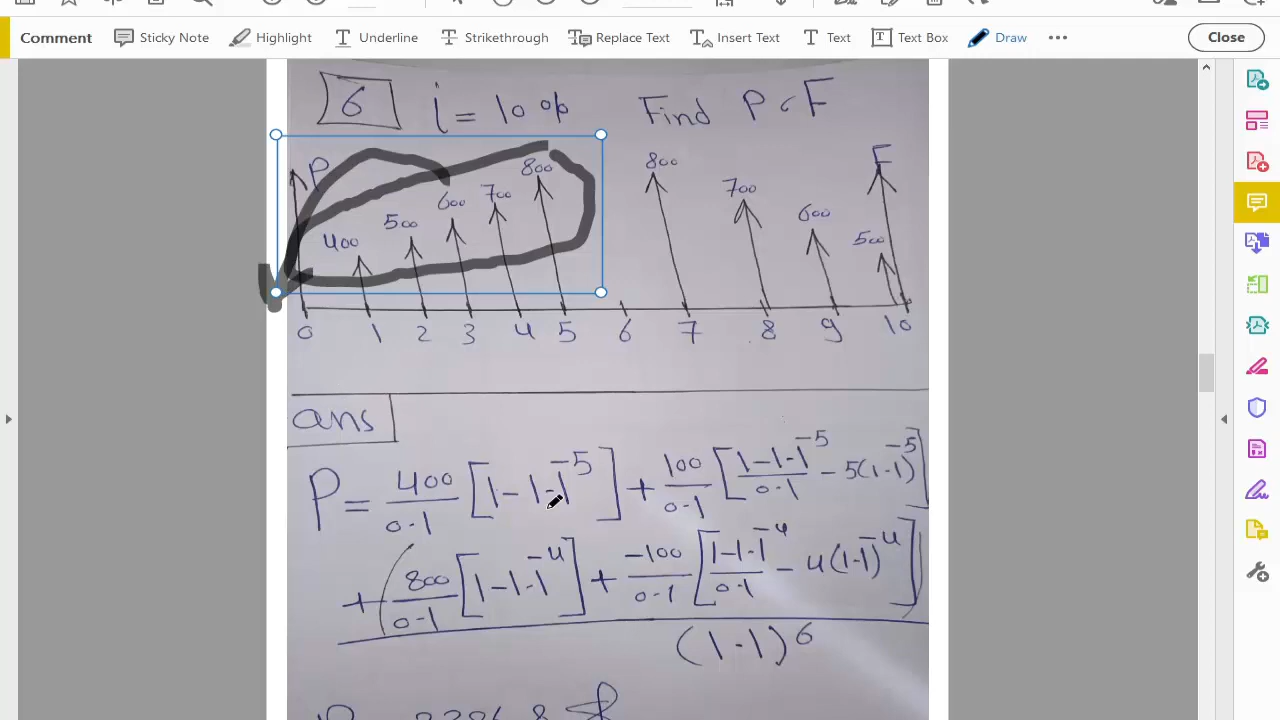 Comment Sticky Note Highlight Underline Strikethrough Replace Text Insert Text Text Text Box Draw Close
6 i = 10 % Find P < F
P 400 500 600 700 800 800 700 600 500 F
0 1 2 3 4 5 6 7 8 9 10
ans
P = 400/0.1 [1-1.1^-5] + 100/0.1 [1-1.1^-5/0.1 - 5(1.1)^-5]
+ (800/0.1 [1-1.1^-4] + -100/0.1 [1-1.1^-4/0.1 - 4(1.1)^-4])
(1.1)^6